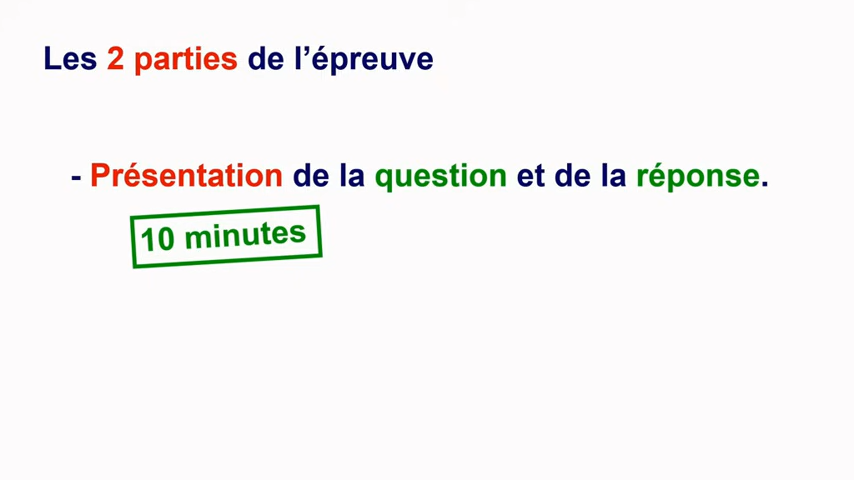 Les 2 parties de l’épreuve
- Présentation de la question et de la réponse.
10 minutes